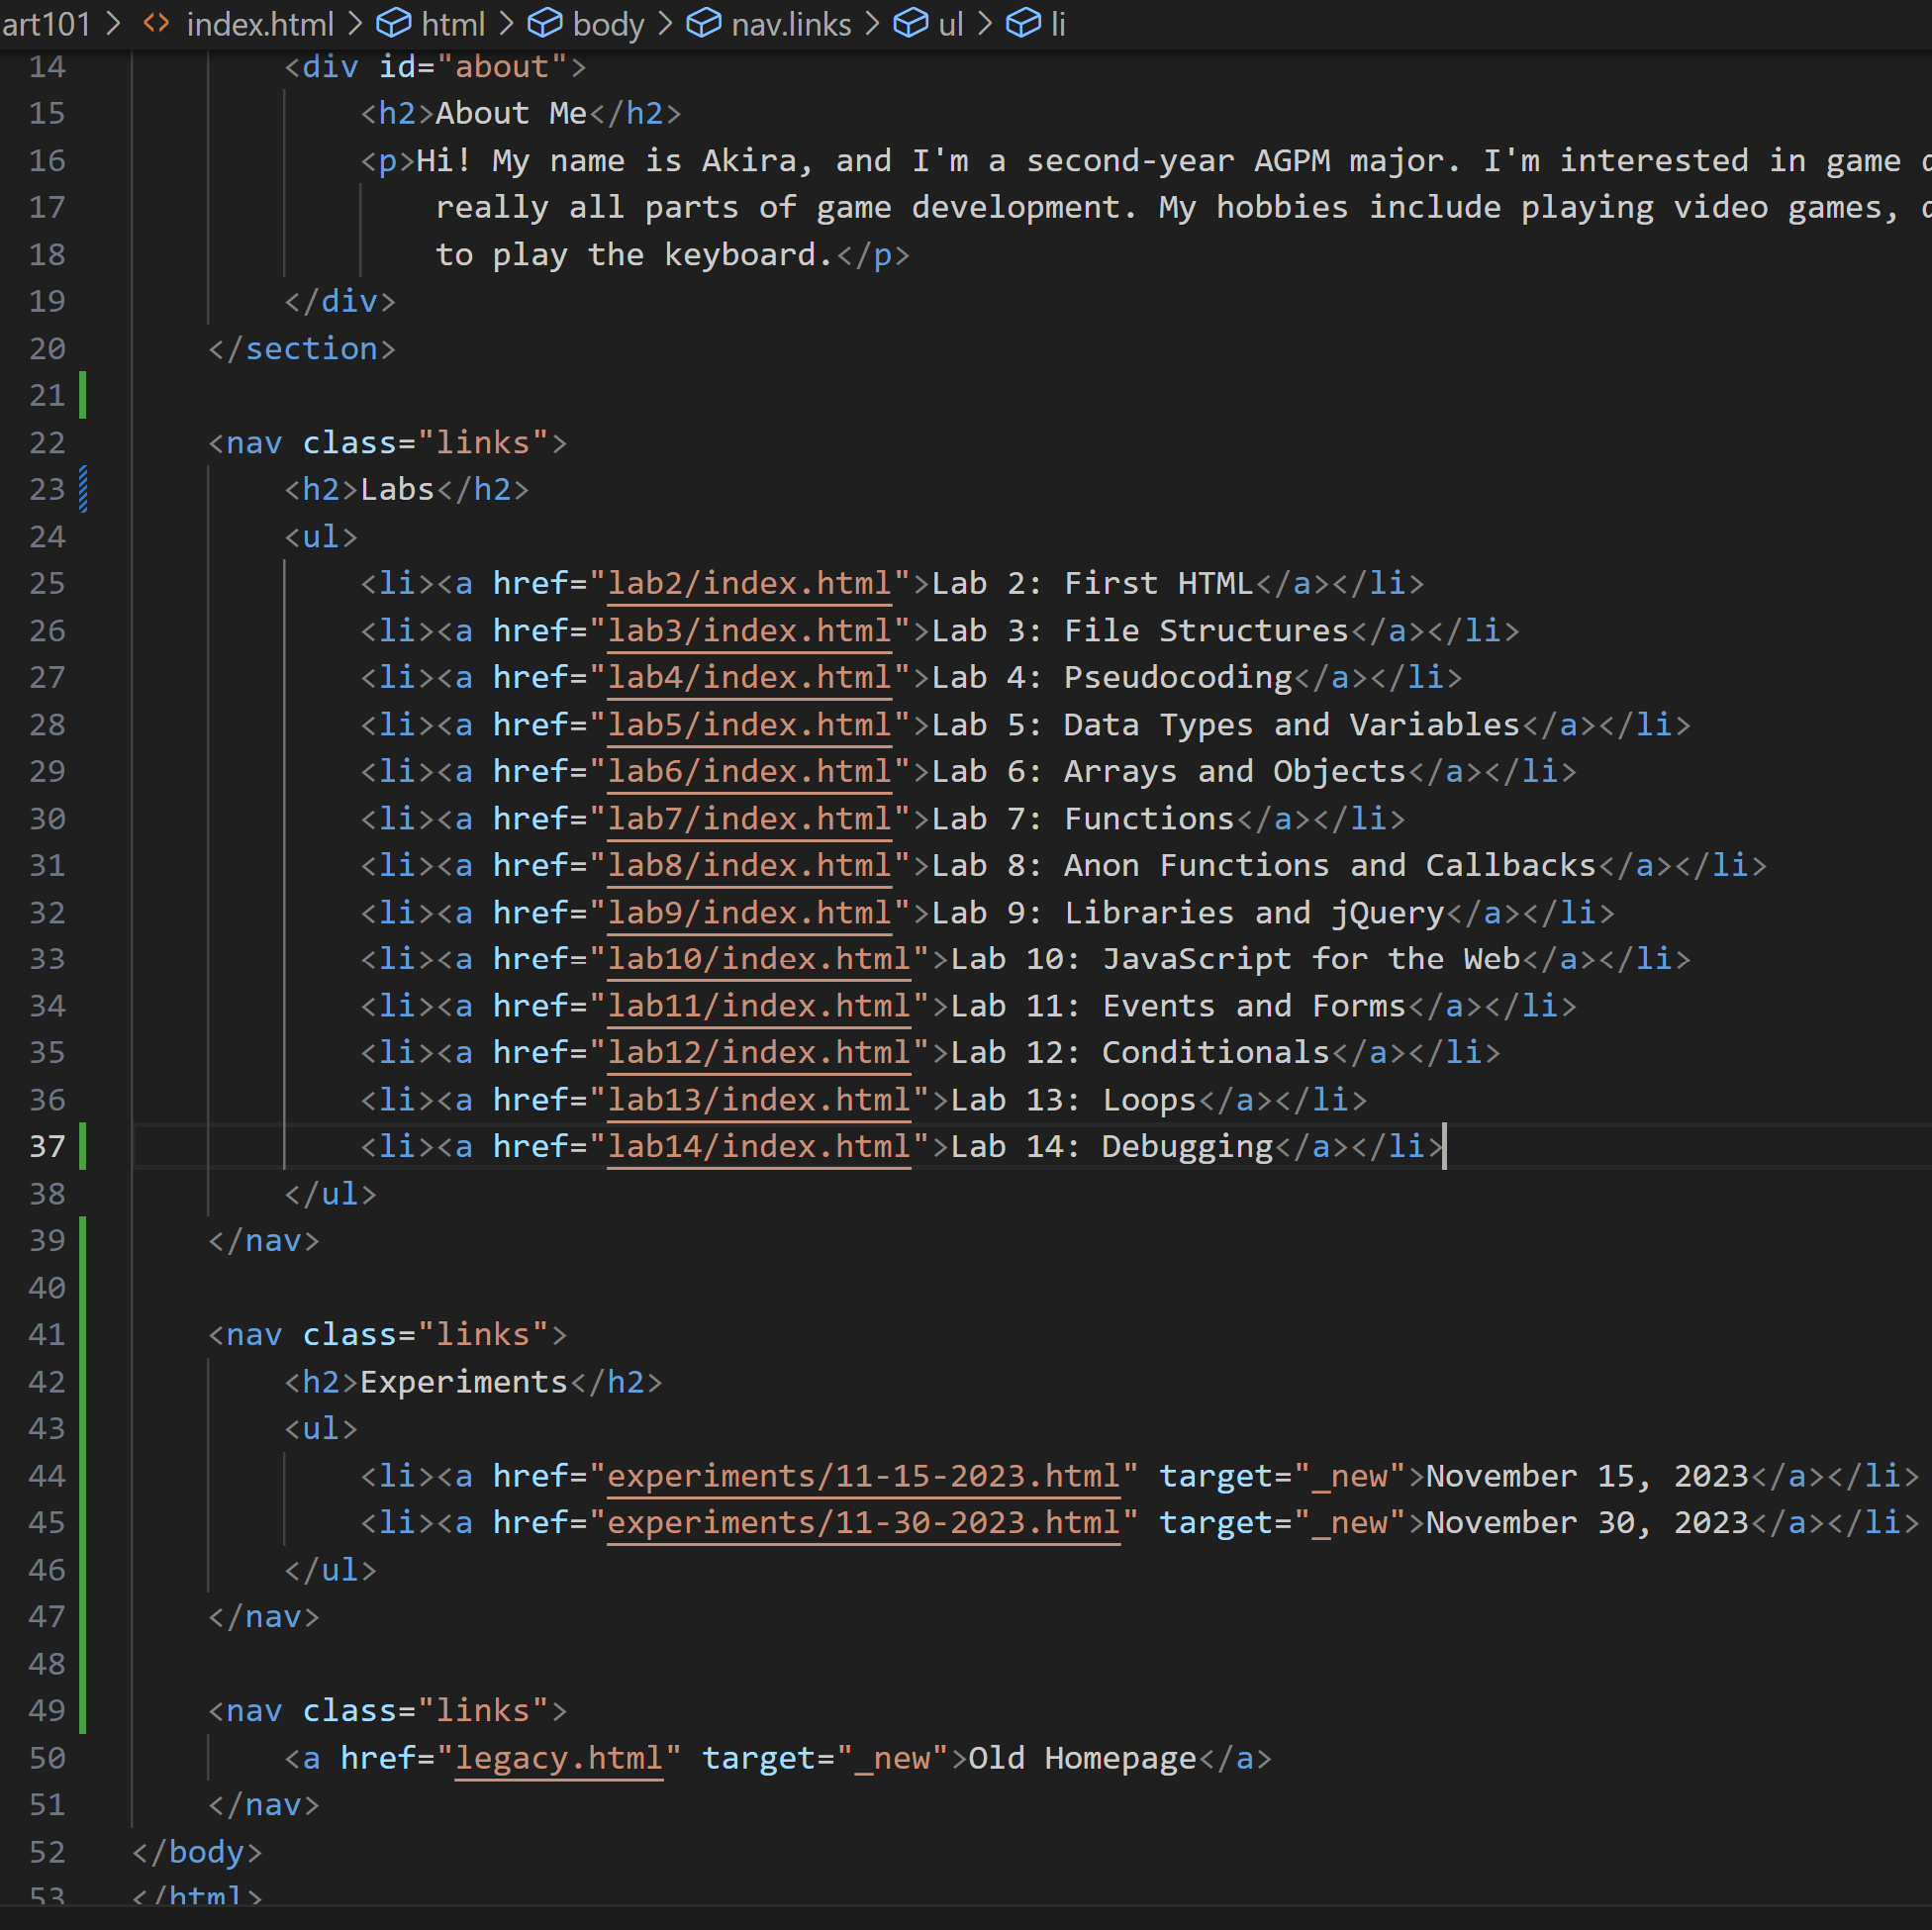 art101 > <> index.html > html > body > nav.links > ul > li
14 <div id="about">
15 <h2>About Me</h2>
16 <p>Hi! My name is Akira, and I'm a second-year AGPM major. I'm interested in game
17 really all parts of game development. My hobbies include playing video games,
18 to play the keyboard.</p>
19 </div>
20 </section>
21
22 <nav class="links">
23 <h2>Labs</h2>
24 <ul>
25 <li><a href="lab2/index.html">Lab 2: First HTML</a></li>
26 <li><a href="lab3/index.html">Lab 3: File Structures</a></li>
27 <li><a href="lab4/index.html">Lab 4: Pseudocoding</a></li>
28 <li><a href="lab5/index.html">Lab 5: Data Types and Variables</a></li>
29 <li><a href="lab6/index.html">Lab 6: Arrays and Objects</a></li>
30 <li><a href="lab7/index.html">Lab 7: Functions</a></li>
31 <li><a href="lab8/index.html">Lab 8: Anon Functions and Callbacks</a></li>
32 <li><a href="lab9/index.html">Lab 9: Libraries and jQuery</a></li>
33 <li><a href="lab10/index.html">Lab 10: JavaScript for the Web</a></li>
34 <li><a href="lab11/index.html">Lab 11: Events and Forms</a></li>
35 <li><a href="lab12/index.html">Lab 12: Conditionals</a></li>
36 <li><a href="lab13/index.html">Lab 13: Loops</a></li>
37 <li><a href="lab14/index.html">Lab 14: Debugging</a></li>
38 </ul>
39 </nav>
40
41 <nav class="links">
42 <h2>Experiments</h2>
43 <ul>
44 <li><a href="experiments/11-15-2023.html" target="_new">November 15, 2023</a></li>
45 <li><a href="experiments/11-30-2023.html" target="_new">November 30, 2023</a></li>
46 </ul>
47 </nav>
48
49 <nav class="links">
50 <a href="legacy.html" target="_new">Old Homepage</a>
51 </nav>
52 </body>
53 </html>